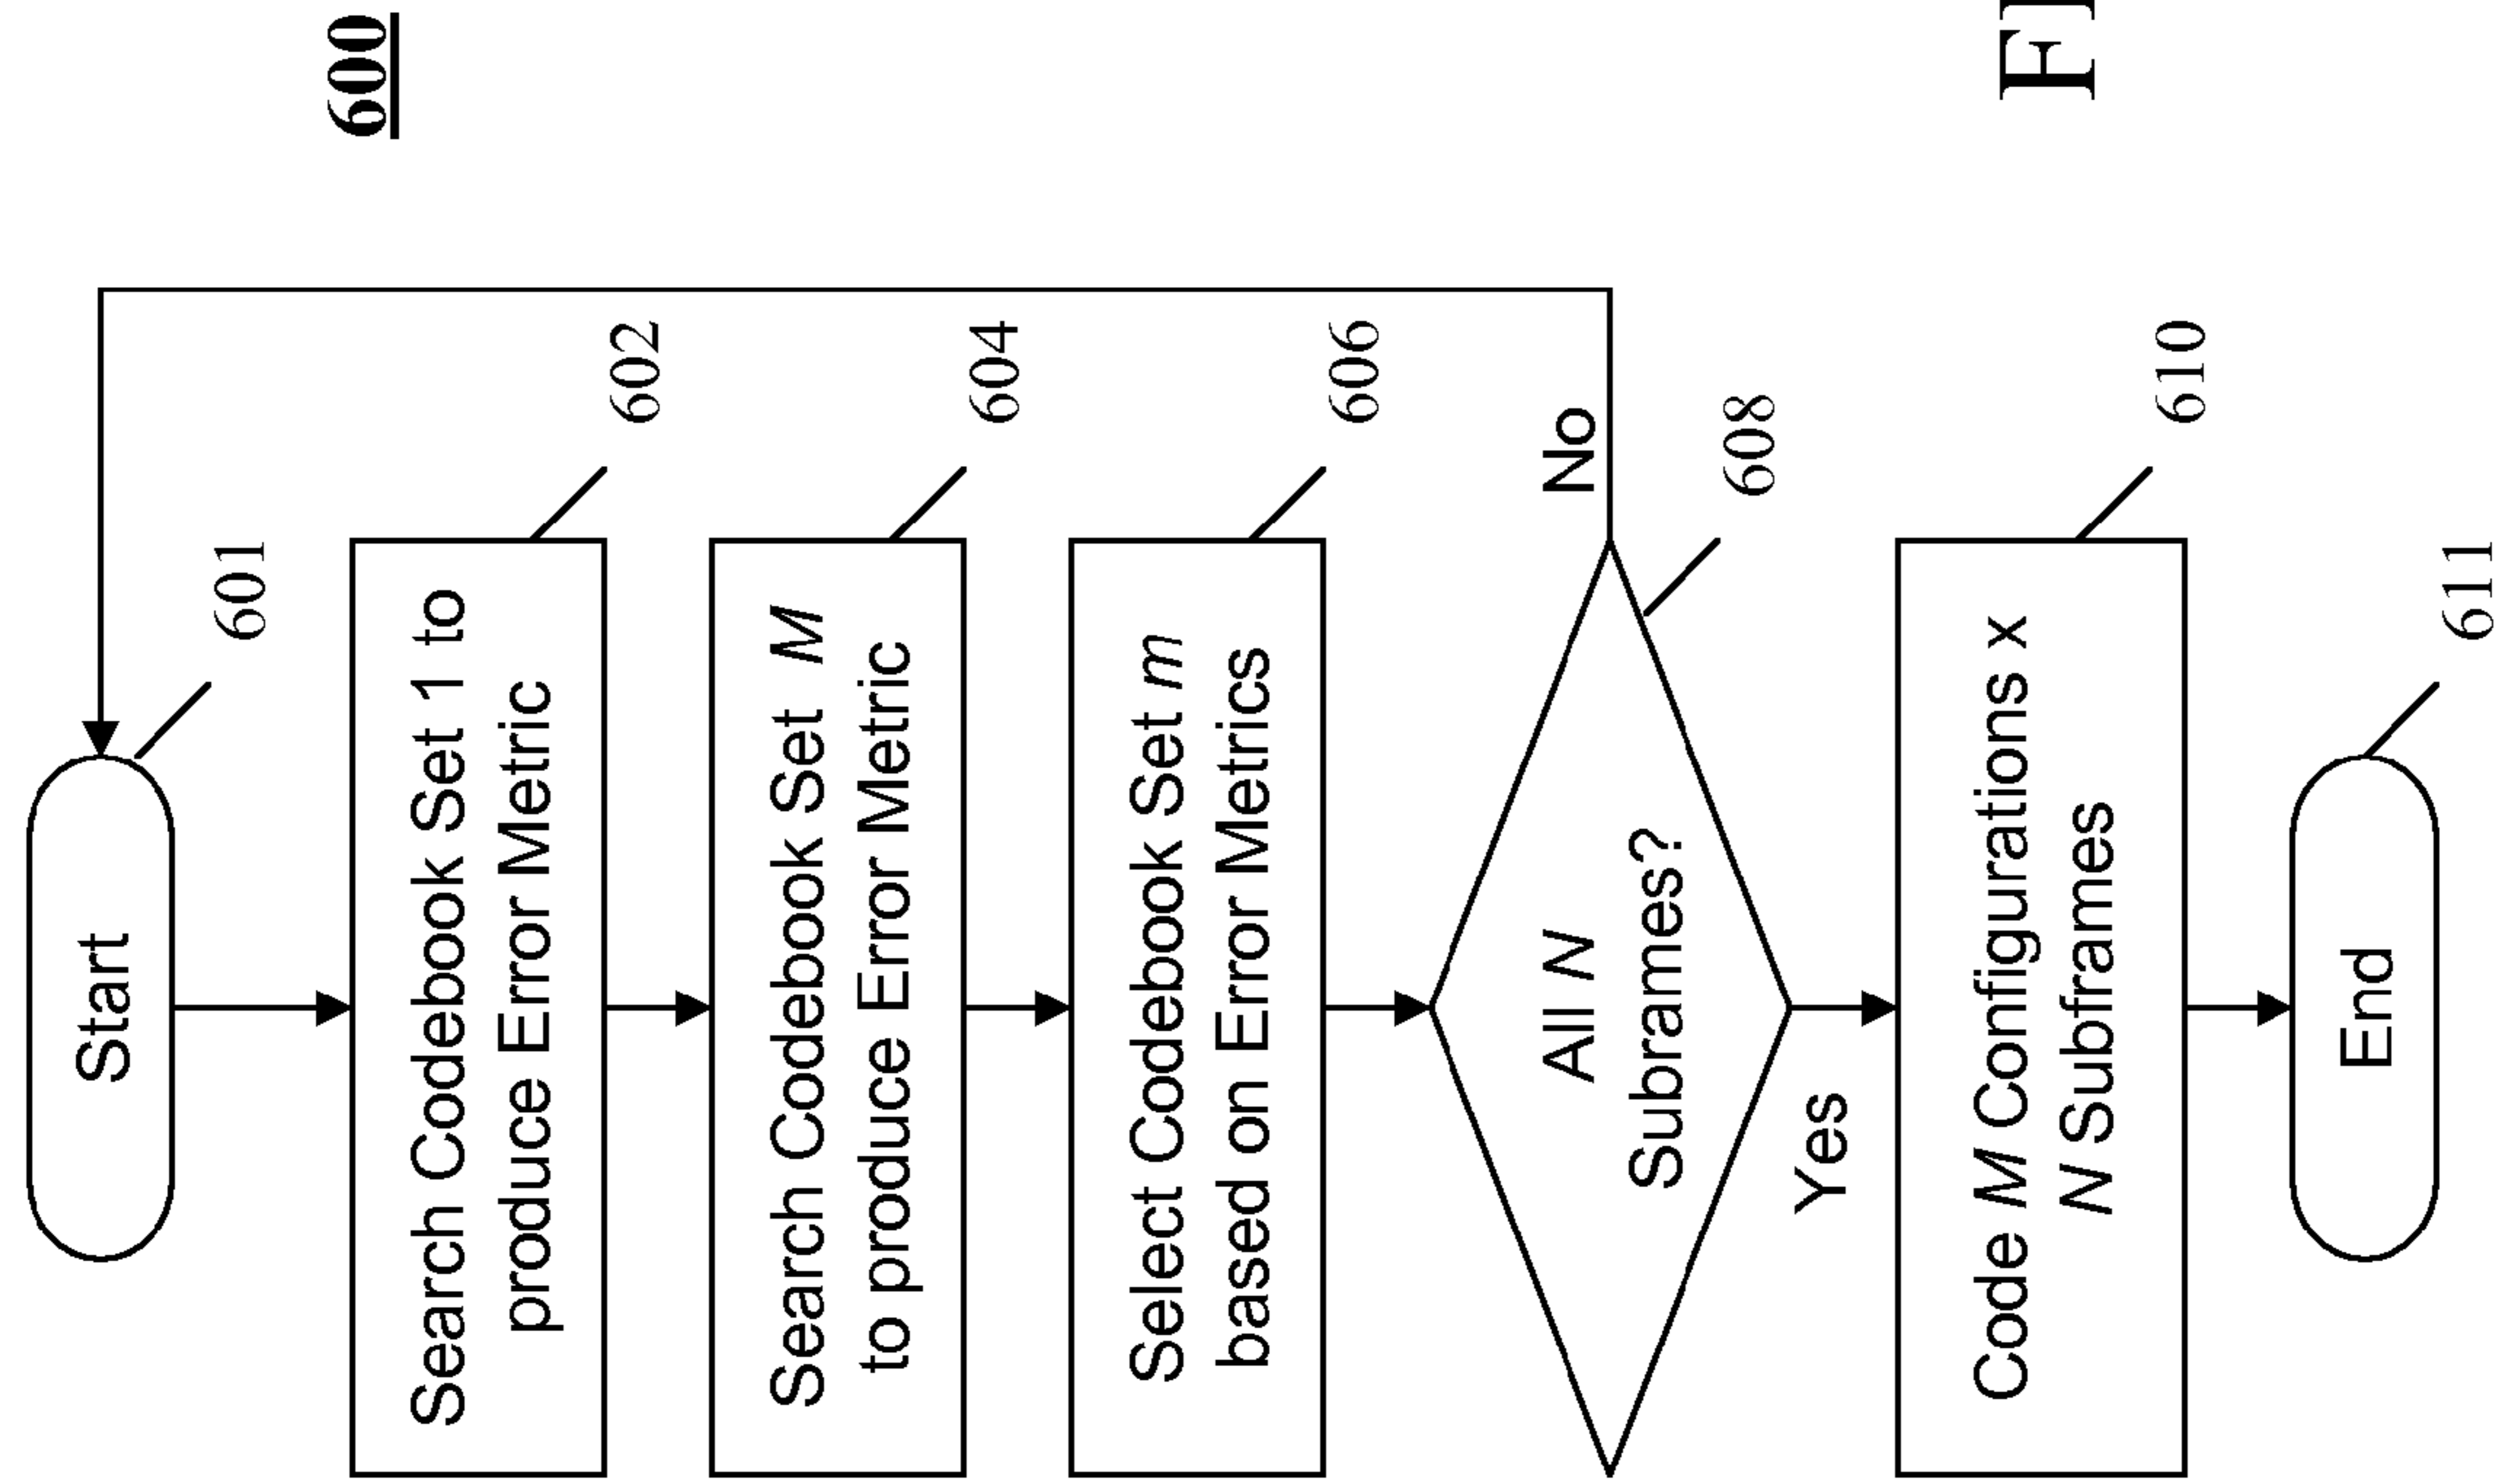 600
Start
601
Search Codebook Set 1 to
produce Error Metric
602
Search Codebook Set M
to produce Error Metric
604
Select Codebook Set m
based on Error Metrics
606
All N
Subrames?
No
608
Yes
Code M Configurations x
N Subframes
610
End
611